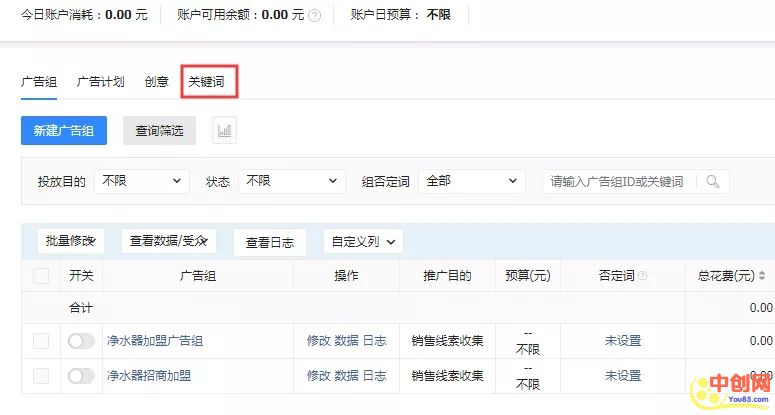 今日账户消耗：0.00 元 账户可用余额：0.00 元 账户日预算： 不限
广告组 广告计划 创意 关键词
新建广告组 查询筛选
投放目的 不限 状态 不限 组否定词 全部 请输入广告组ID或关键词
批量修改 查看数据/受众 查看日志 自定义列
开关 广告组 操作 推广目的 预算(元) 否定词 总花费(元)
合计 0.00
净水器加盟广告组 修改 数据 日志 销售线索收集 -- 不限 未设置 0.00
净水器招商加盟 修改 数据 日志 销售线索收集 -- 不限 未设置 0.00
中创网
You85.com